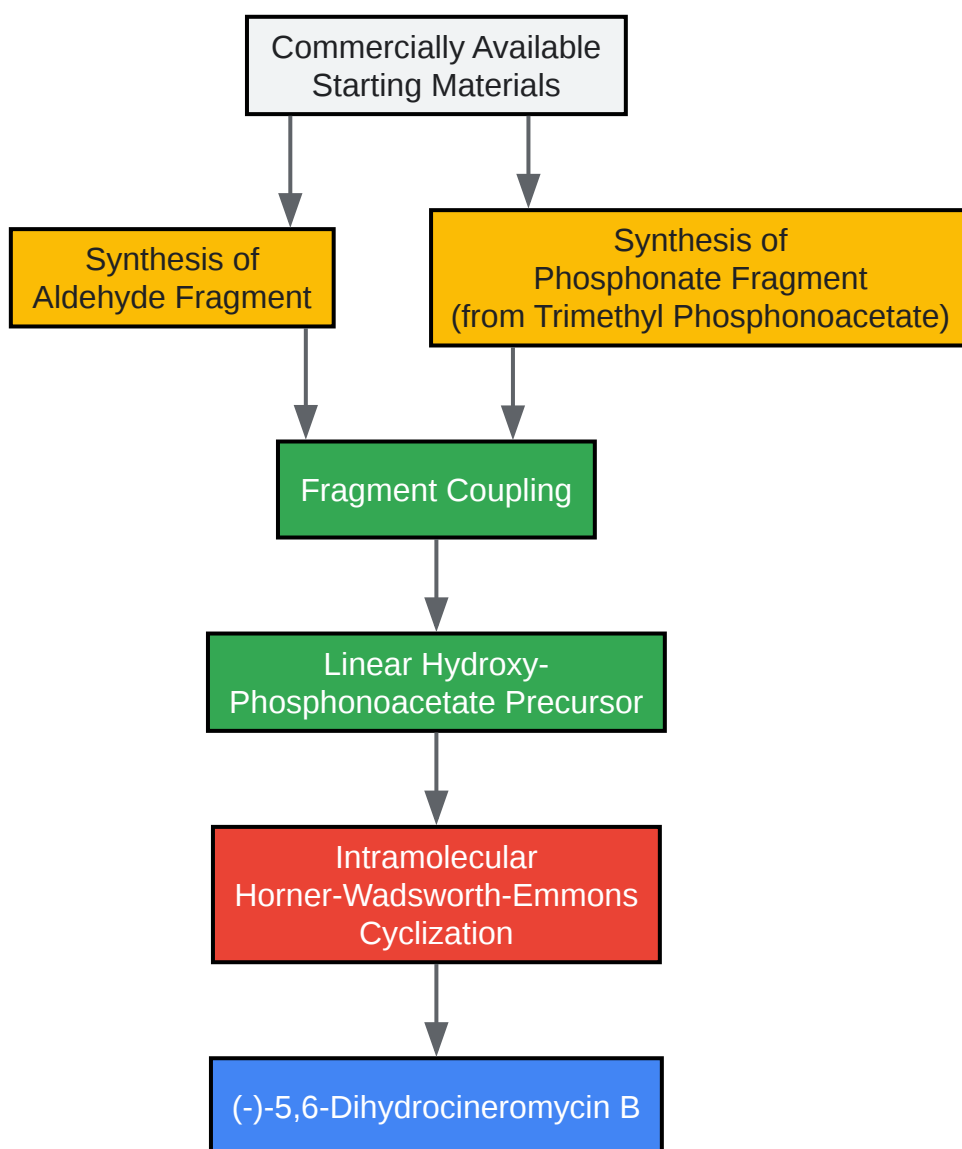 Commercially Available
Starting Materials
Synthesis of
Aldehyde Fragment
Synthesis of
Phosphonate Fragment
(from Trimethyl Phosphonoacetate)
Fragment Coupling
Linear Hydroxy-
Phosphonoacetate Precursor
Intramolecular
Horner-Wadsworth-Emmons
Cyclization
(-)-5,6-Dihydrocineromycin B